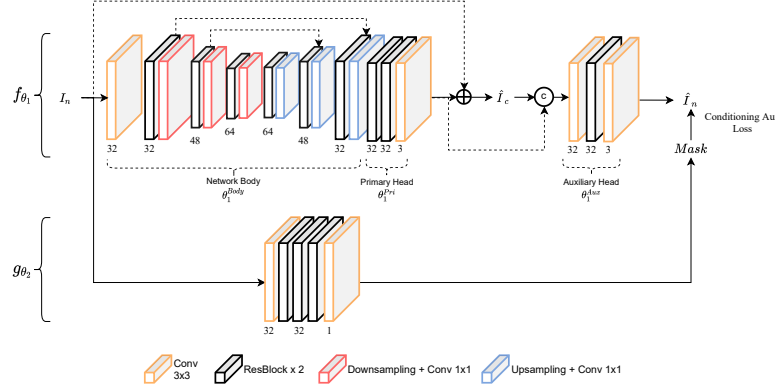 f_{θ_1}
I_n
32
32
48
64
64
48
32
32
32
3
Î_c
C
32
32
3
Î_n
Conditioning Au
Loss
Mask
Network Body
θ_1^{Body}
Primary Head
θ_1^{Pri}
Auxiliary Head
θ_1^{Aux}
g_{θ_2}
32
32
1
Conv
3x3
ResBlock x 2
Downsampling + Conv 1x1
Upsampling + Conv 1x1